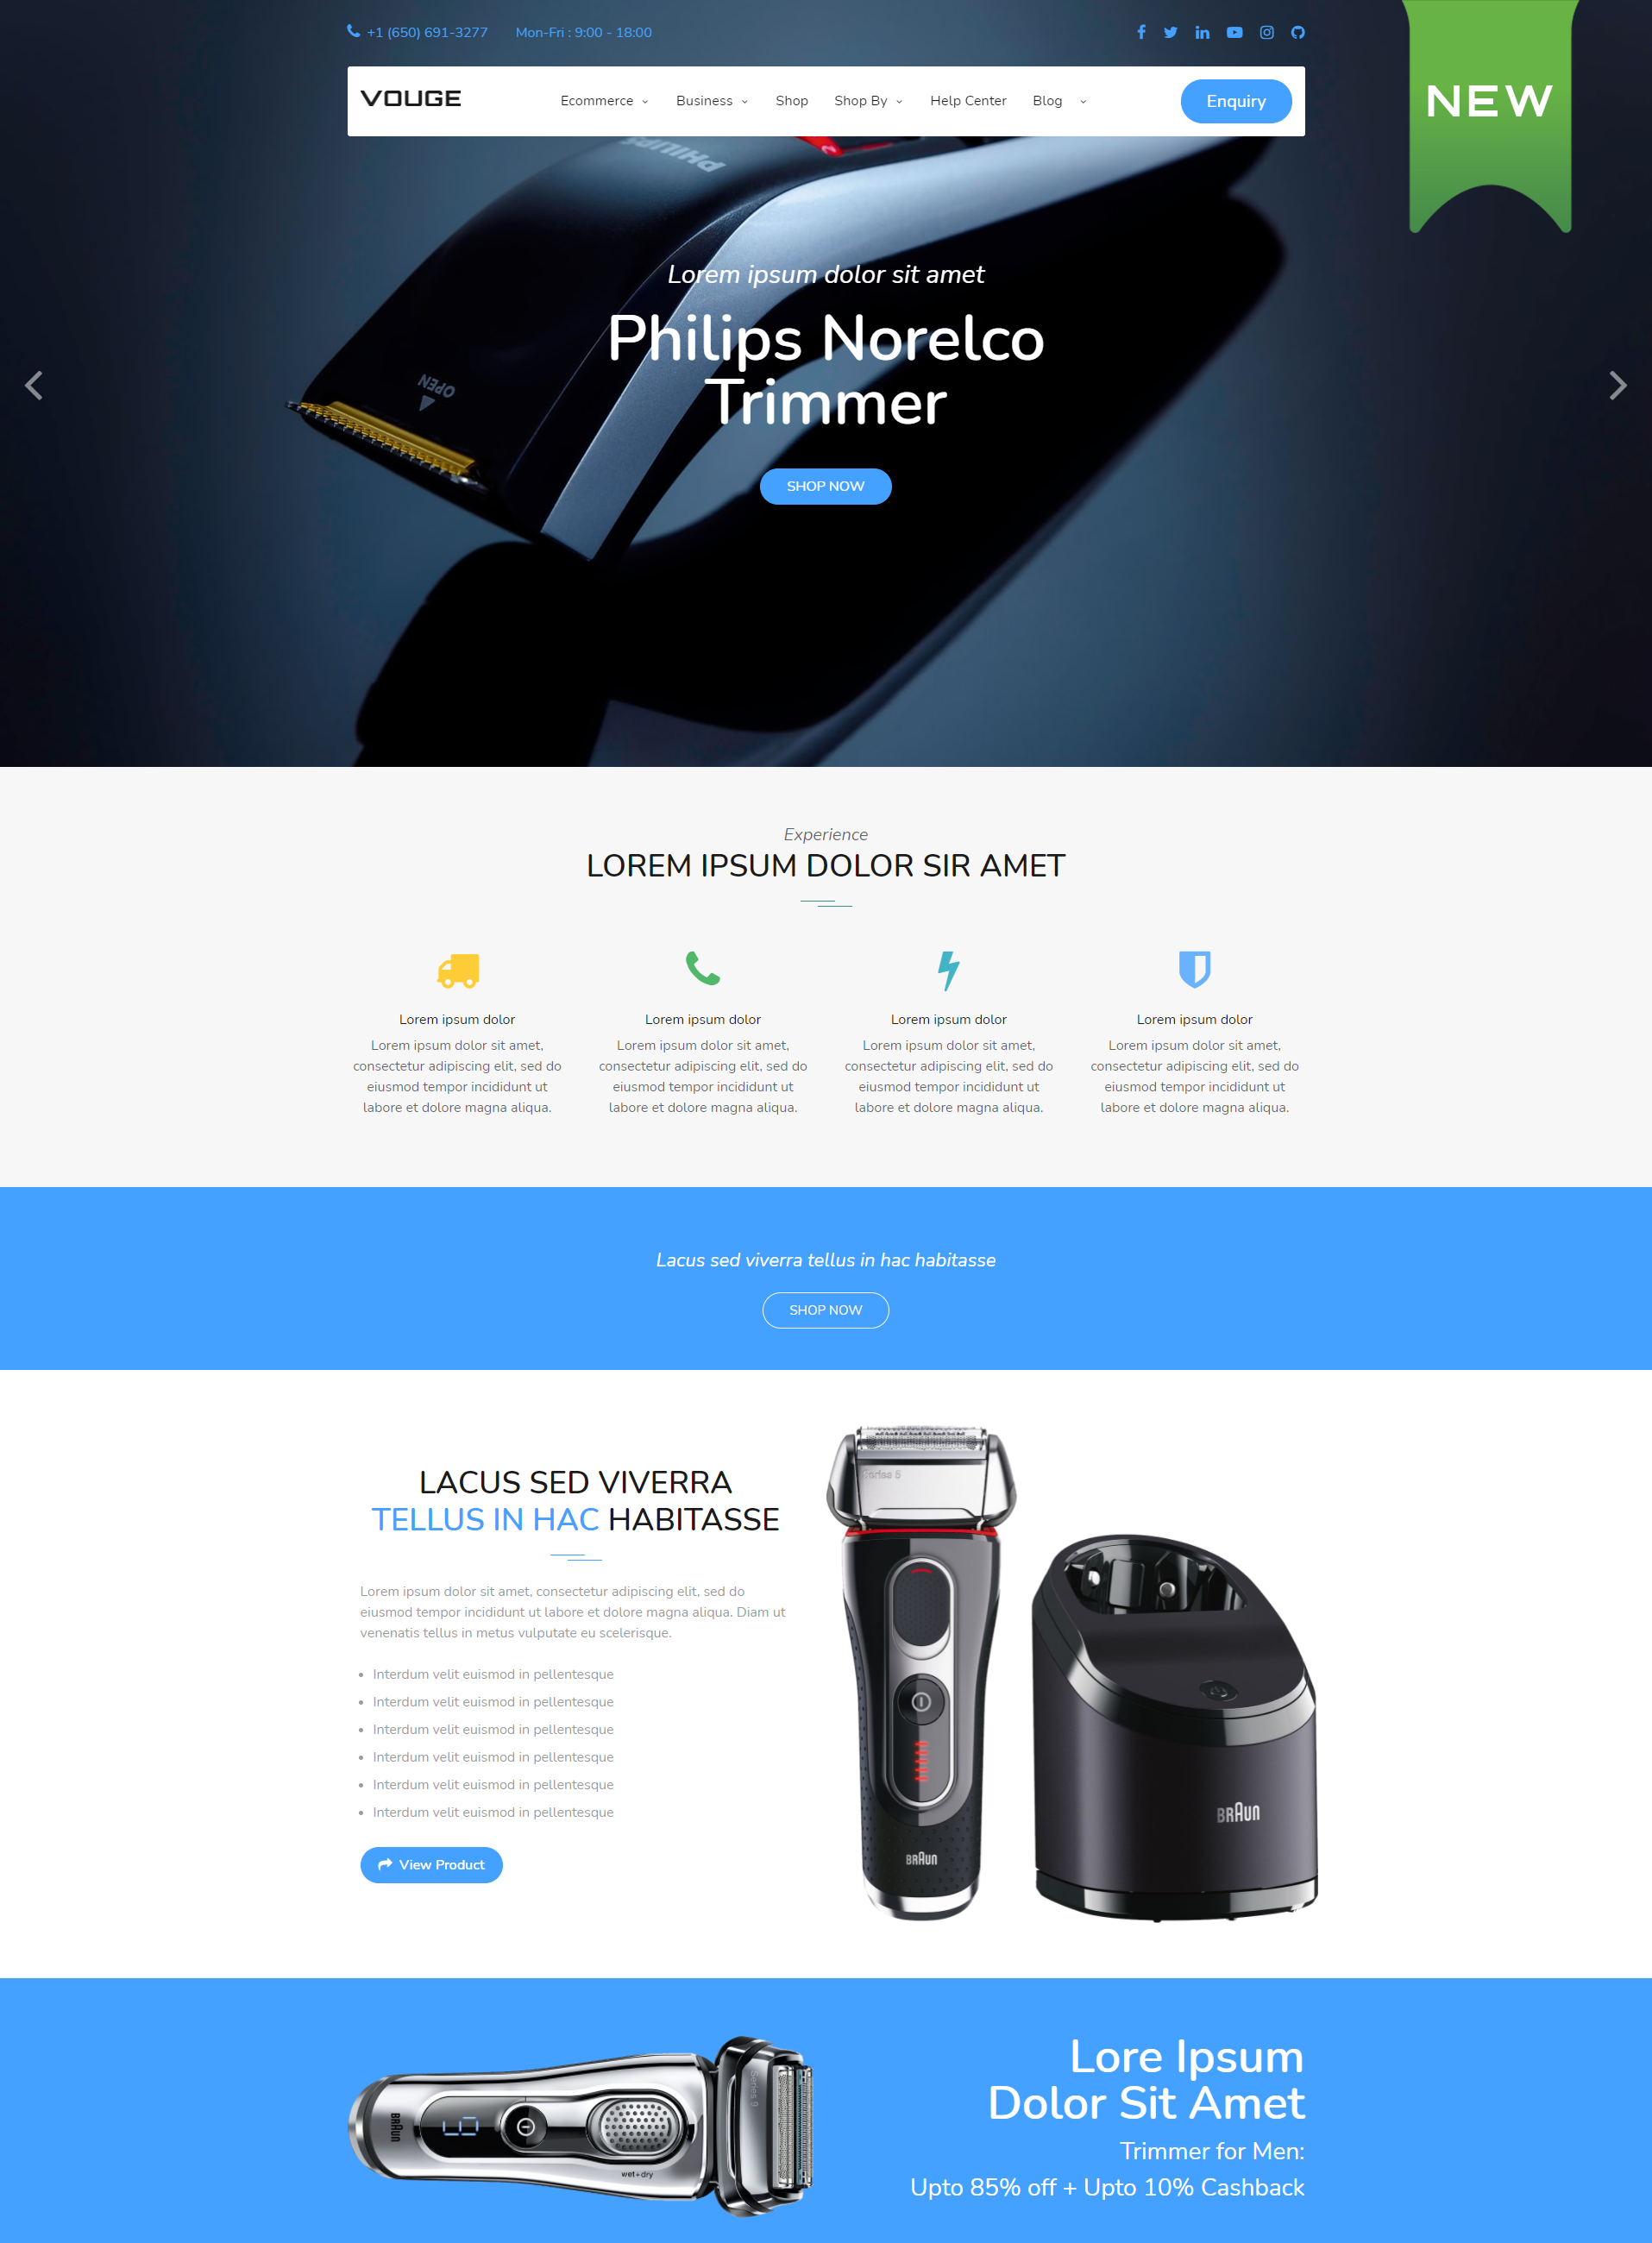 +1 (650) 691-3277 Mon-Fri : 9:00 - 18:00
VOUGE Ecommerce Business Shop Shop By Help Center Blog Enquiry
NEW
PHILIPS
OPEN
Lorem ipsum dolor sit amet
Philips Norelco
Trimmer
SHOP NOW
Experience
LOREM IPSUM DOLOR SIR AMET
Lorem ipsum dolor
Lorem ipsum dolor sit amet,
consectetur adipiscing elit, sed do
eiusmod tempor incididunt ut
labore et dolore magna aliqua.
Lorem ipsum dolor
Lorem ipsum dolor sit amet,
consectetur adipiscing elit, sed do
eiusmod tempor incididunt ut
labore et dolore magna aliqua.
Lorem ipsum dolor
Lorem ipsum dolor sit amet,
consectetur adipiscing elit, sed do
eiusmod tempor incididunt ut
labore et dolore magna aliqua.
Lorem ipsum dolor
Lorem ipsum dolor sit amet,
consectetur adipiscing elit, sed do
eiusmod tempor incididunt ut
labore et dolore magna aliqua.
Lacus sed viverra tellus in hac habitasse
SHOP NOW
LACUS SED VIVERRA
TELLUS IN HAC HABITASSE
Lorem ipsum dolor sit amet, consectetur adipiscing elit, sed do
eiusmod tempor incididunt ut labore et dolore magna aliqua. Diam ut
venenatis tellus in metus vulputate eu scelerisque.
• Interdum velit euismod in pellentesque
• Interdum velit euismod in pellentesque
• Interdum velit euismod in pellentesque
• Interdum velit euismod in pellentesque
• Interdum velit euismod in pellentesque
• Interdum velit euismod in pellentesque
View Product
Series 5
BRAUN
BRAUN
BRAUN
wet+dry
Series 9
Lore Ipsum
Dolor Sit Amet
Trimmer for Men:
Upto 85% off + Upto 10% Cashback